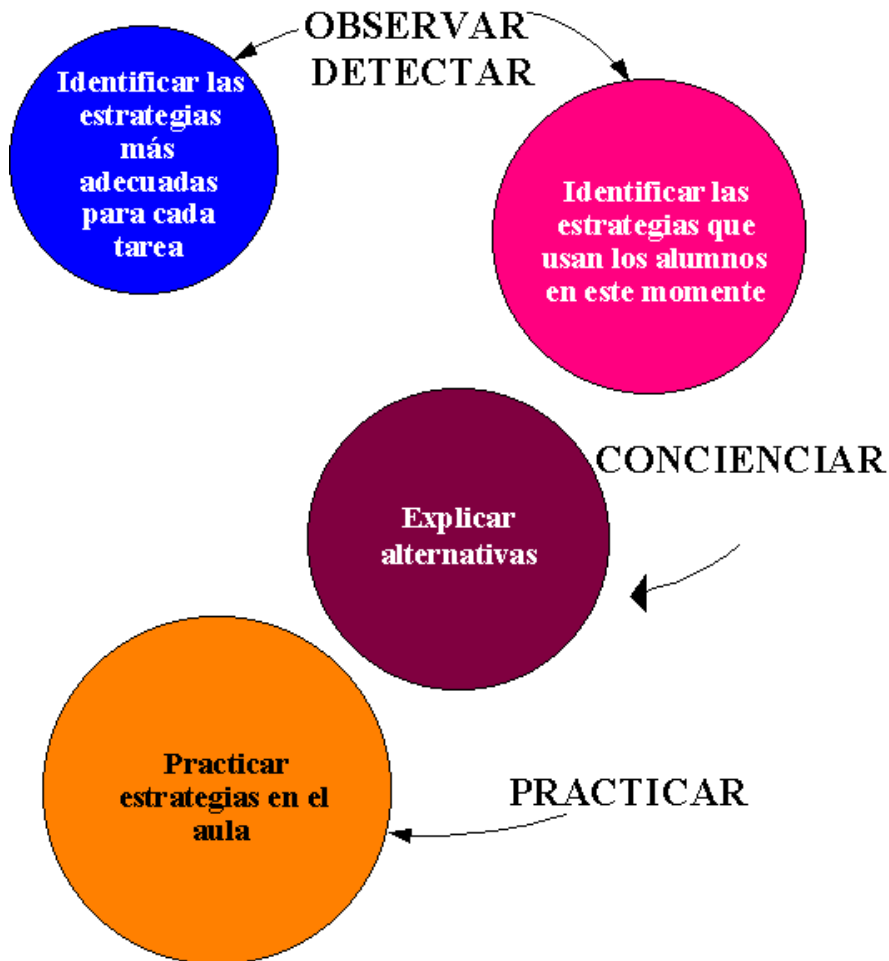 OBSERVAR
DETECTAR
Identificar las
estrategias
más
adecuadas
para cada
tarea
Identificar las
estrategias que
usan los alumnos
en este momente
CONCIENCIAR
Explicar
alternativas
PRACTICAR
Practicar
estrategias en el
aula